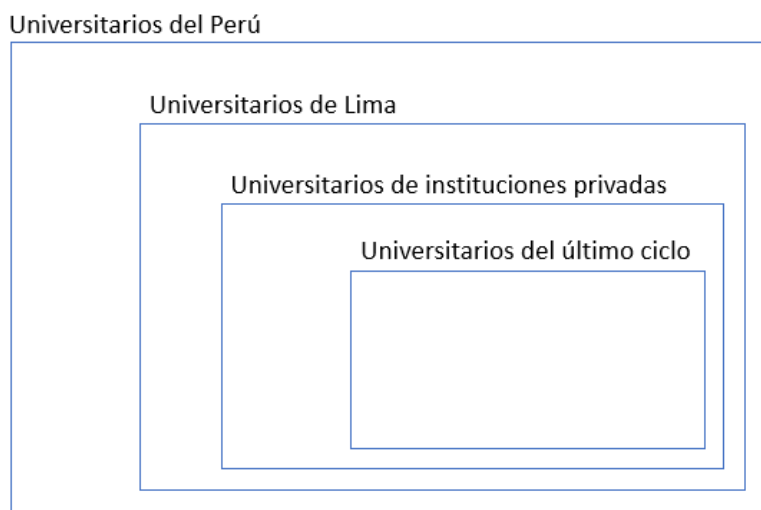 Universitarios del Perú
Universitarios de Lima
Universitarios de instituciones privadas
Universitarios del último ciclo